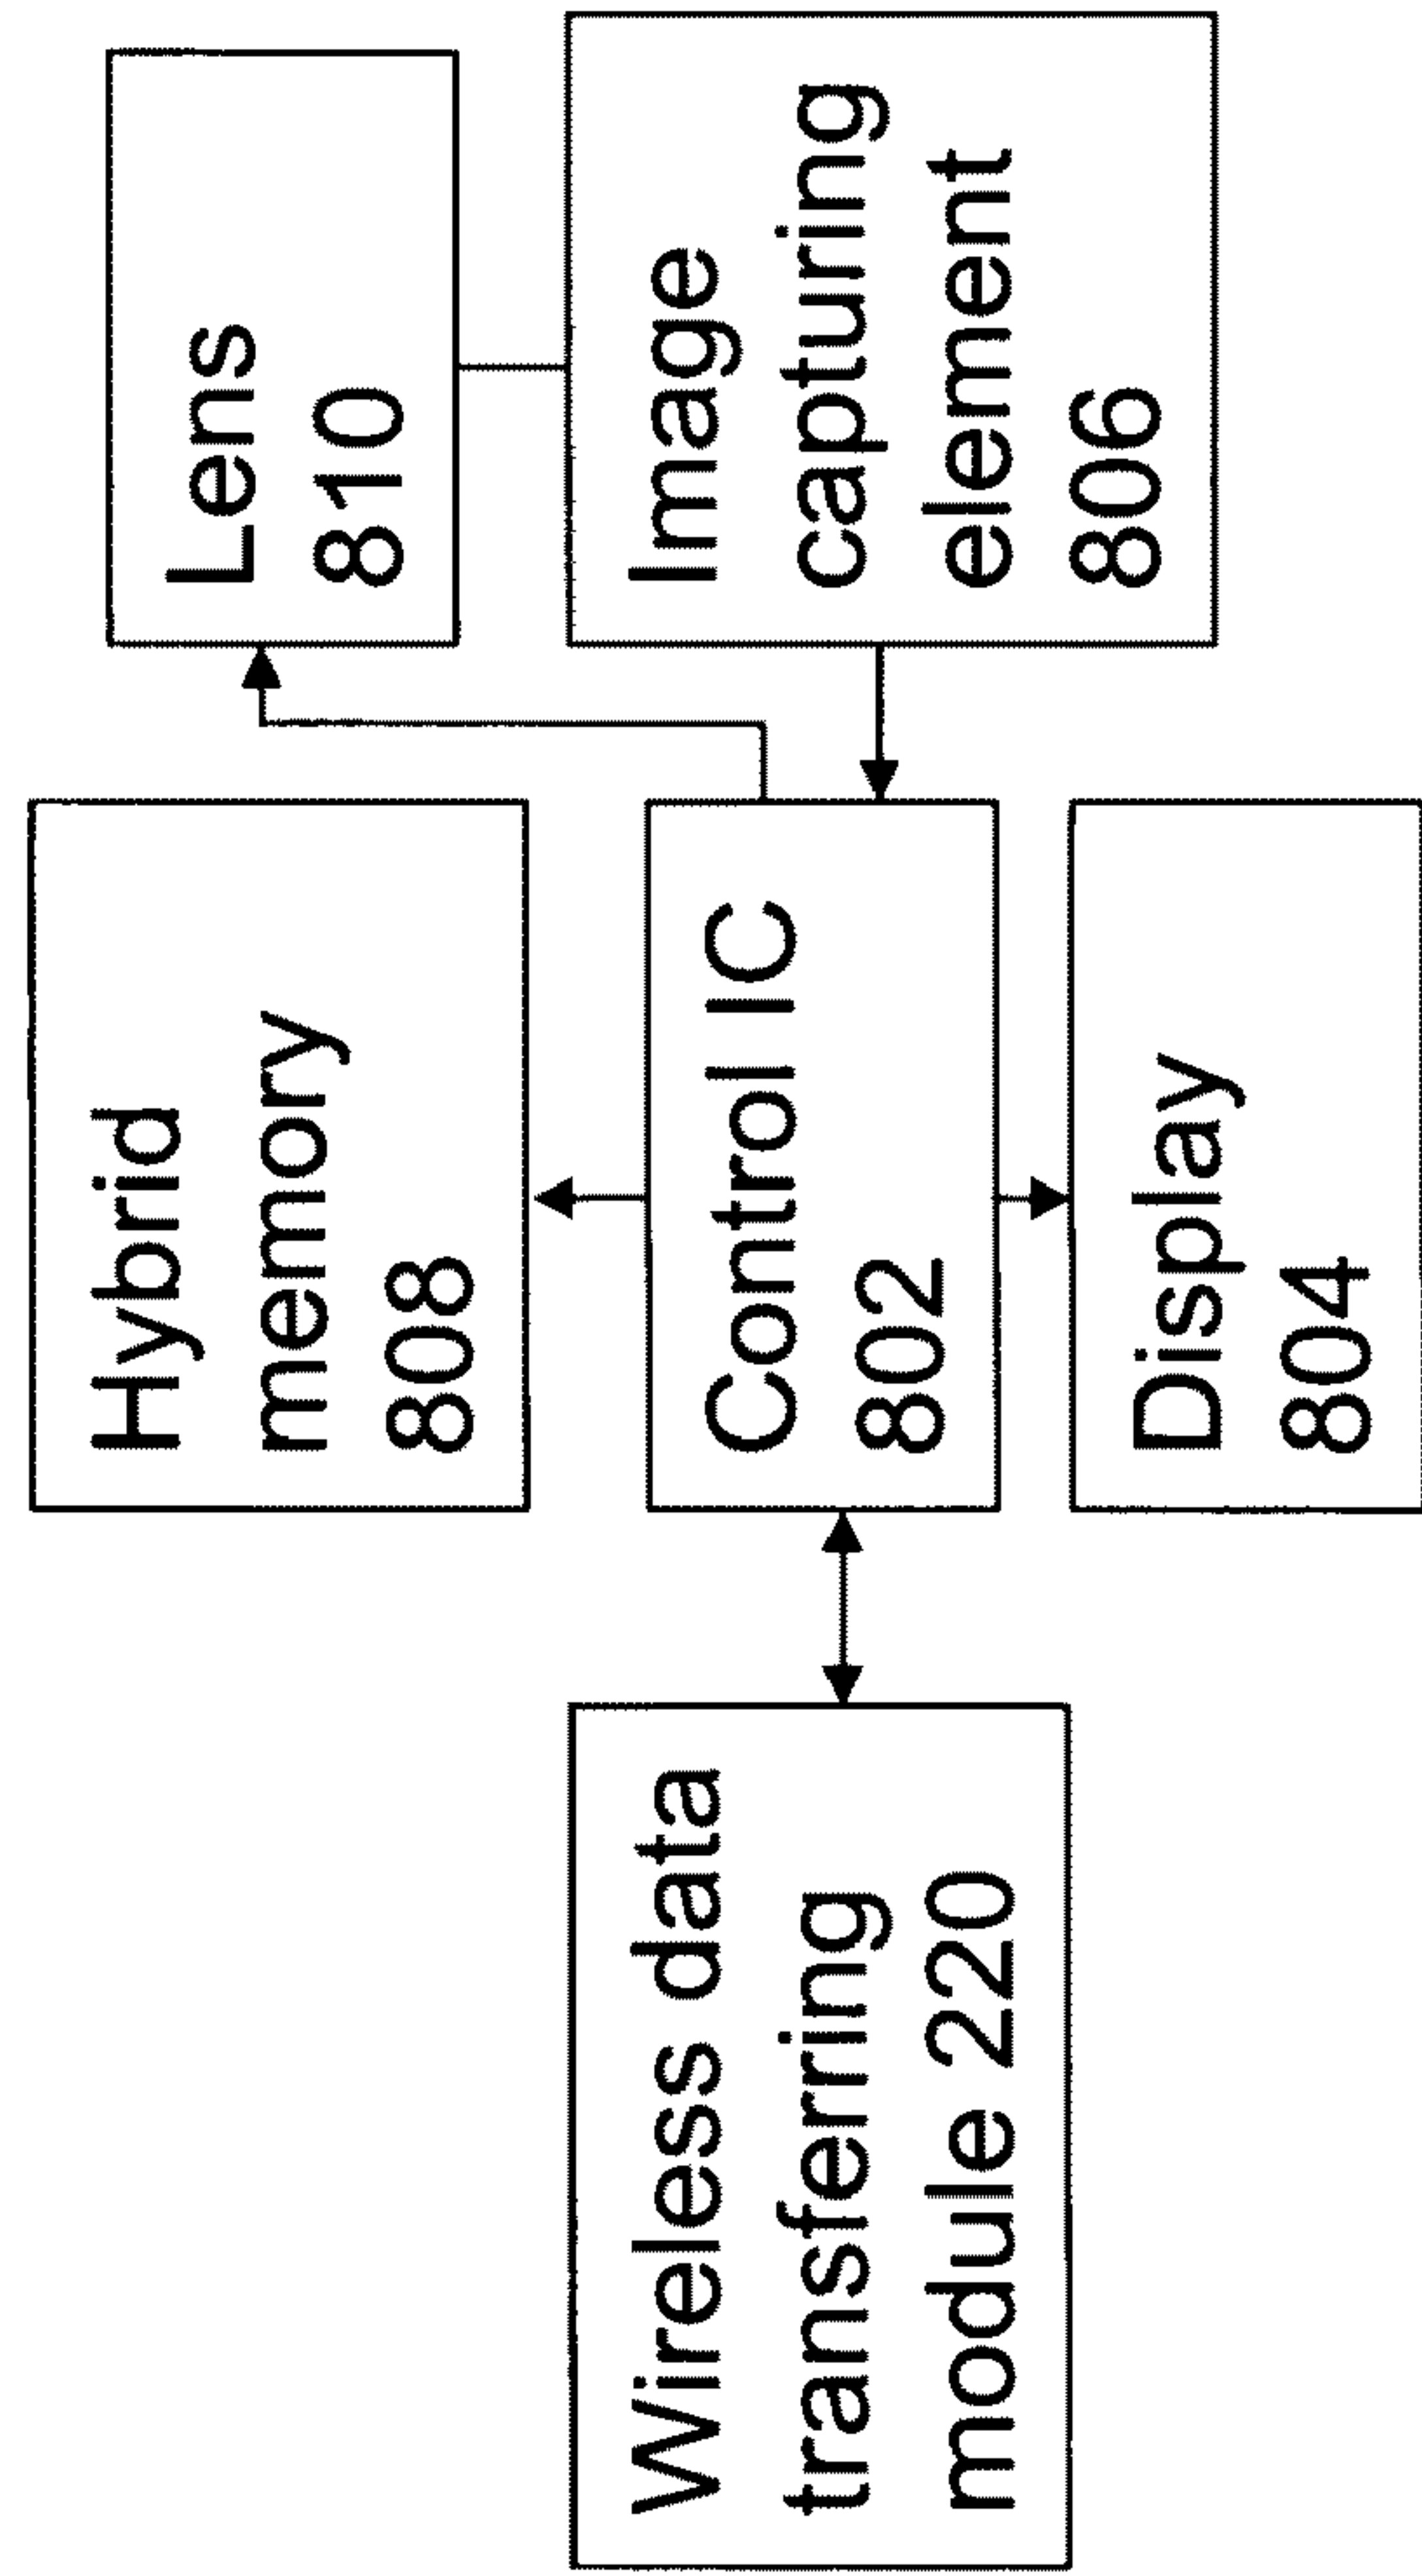 Hybrid
memory
808
Lens
810
Wireless data
transferring
module 220
Control IC
802
Image
capturing
element
806
Display
804